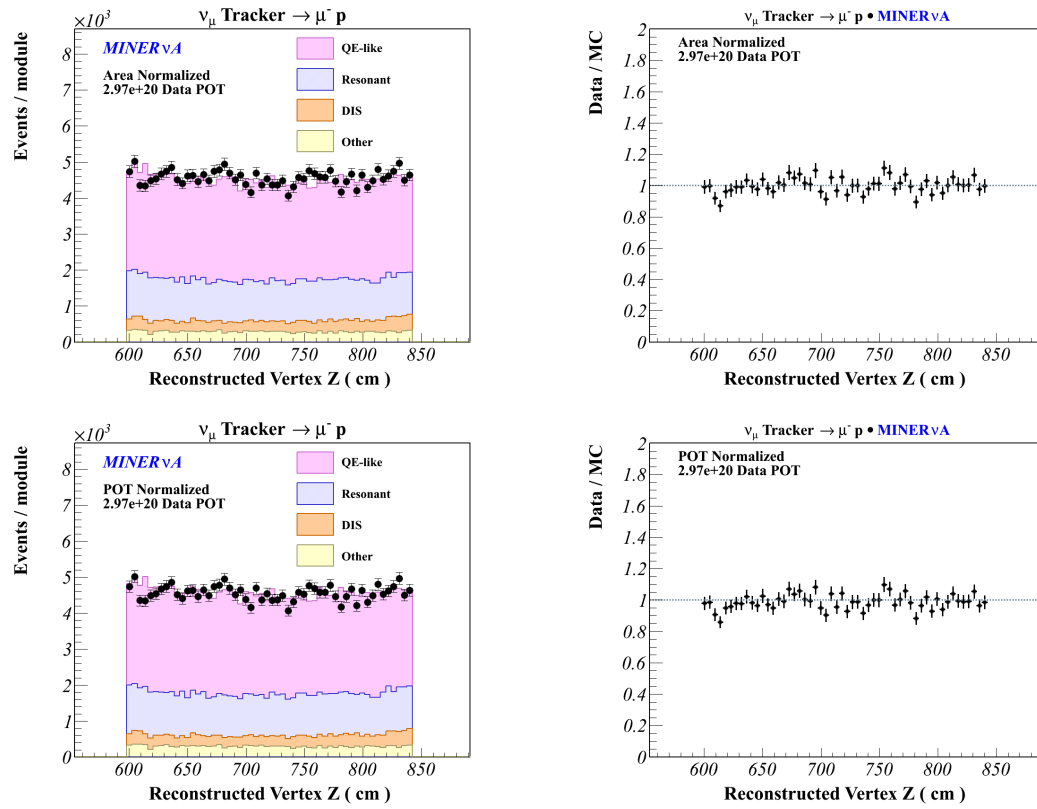 ν_μ Tracker → μ⁻ p
×10³
8
7
6
5
4
3
2
1
0
Events / module
MINERνA
Area Normalized
2.97e+20 Data POT
QE-like
Resonant
DIS
Other
600 650 700 750 800 850
Reconstructed Vertex Z ( cm )
ν_μ Tracker → μ⁻ p • MINERνA
2
1.8
1.6
1.4
1.2
1
0.8
0.6
0.4
0.2
0
Data / MC
Area Normalized
2.97e+20 Data POT
600 650 700 750 800 850
Reconstructed Vertex Z ( cm )
ν_μ Tracker → μ⁻ p
×10³
8
7
6
5
4
3
2
1
0
Events / module
MINERνA
POT Normalized
2.97e+20 Data POT
QE-like
Resonant
DIS
Other
600 650 700 750 800 850
Reconstructed Vertex Z ( cm )
ν_μ Tracker → μ⁻ p • MINERνA
2
1.8
1.6
1.4
1.2
1
0.8
0.6
0.4
0.2
0
Data / MC
POT Normalized
2.97e+20 Data POT
600 650 700 750 800 850
Reconstructed Vertex Z ( cm )